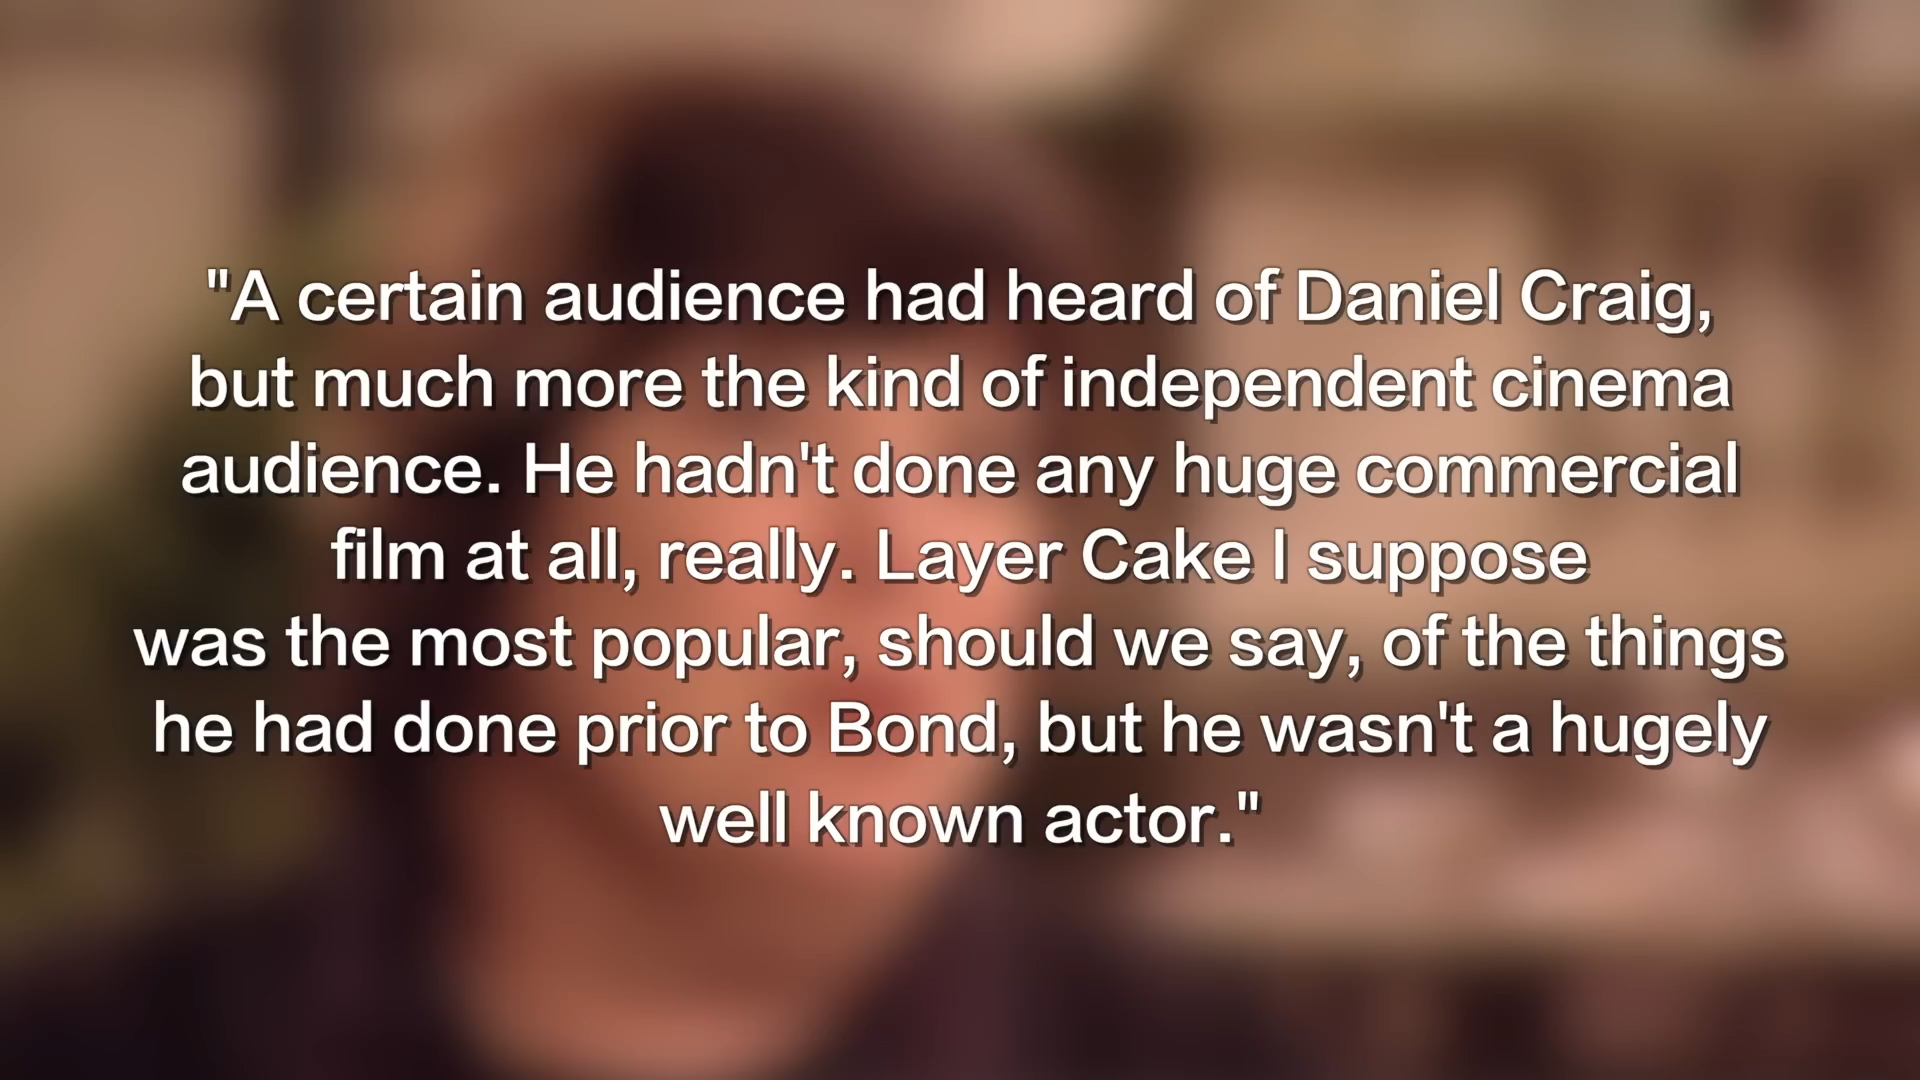 "A certain audience had heard of Daniel Craig,
but much more the kind of independent cinema
audience. He hadn't done any huge commercial
film at all, really. Layer Cake I suppose
was the most popular, should we say, of the things
he had done prior to Bond, but he wasn't a hugely
well known actor."